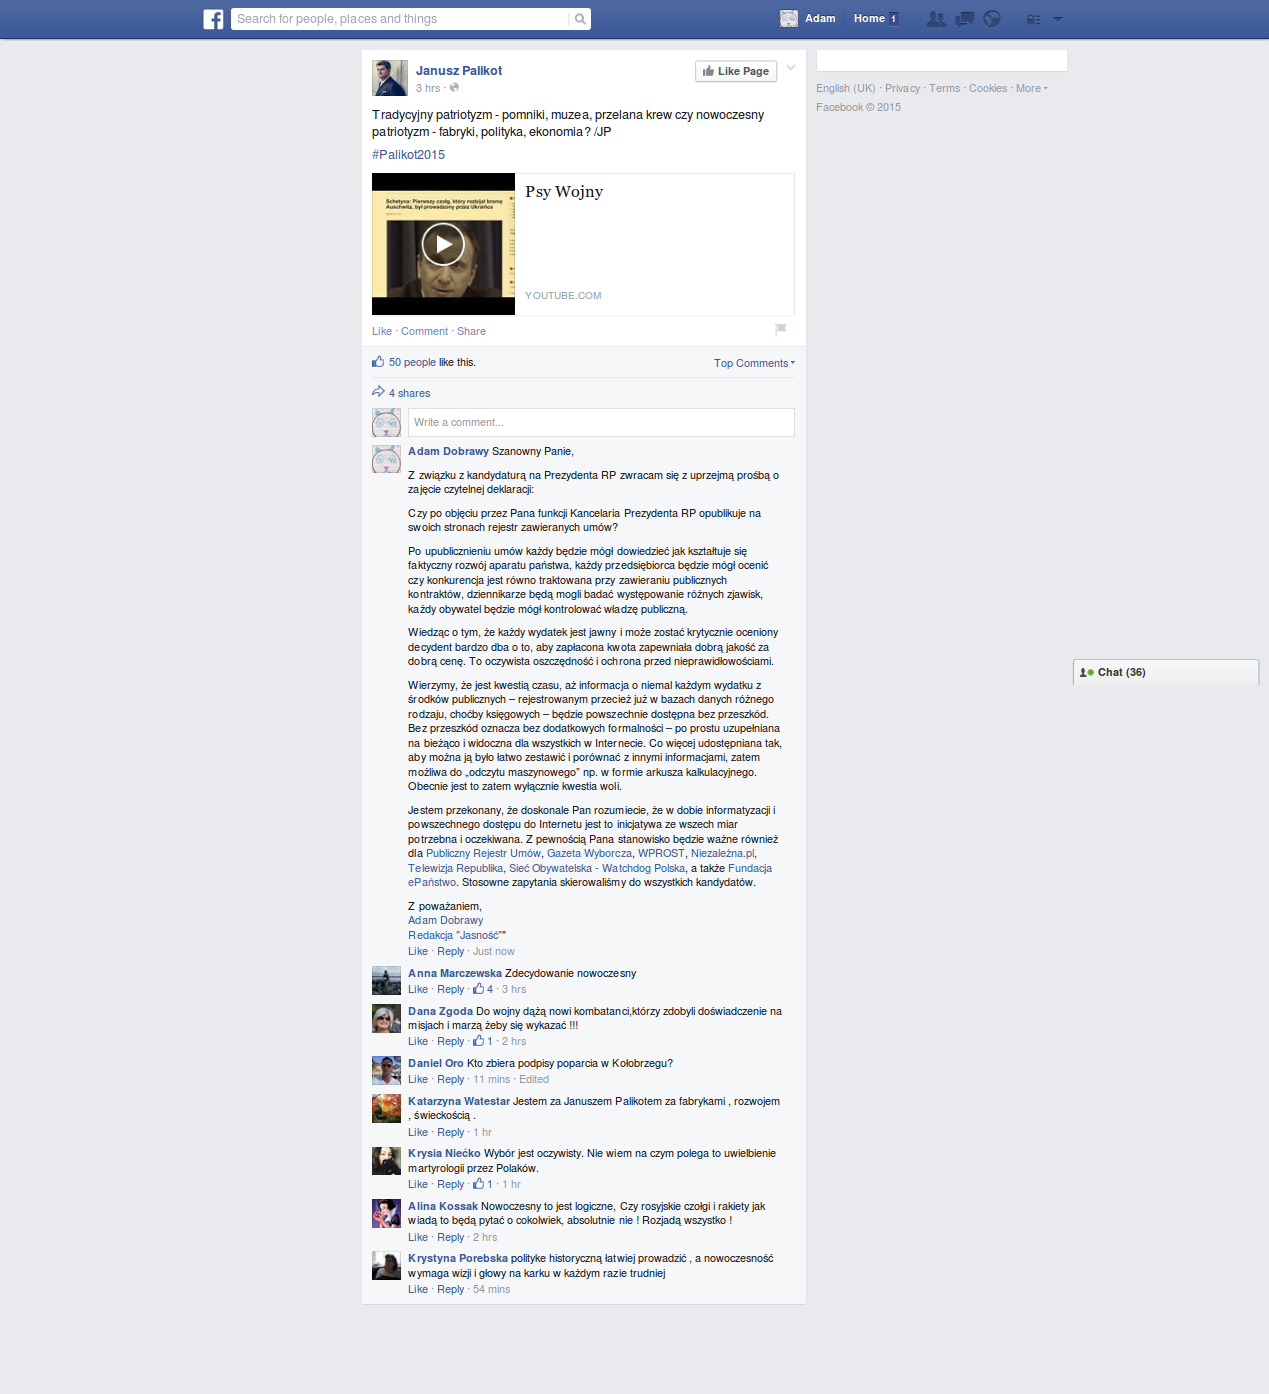 Search for people, places and things
Adam
Home 1
Janusz Palikot
Like Page
3 hrs ·
Tradycyjny patriotyzm - pomniki, muzea, przelana krew czy nowoczesny
patriotyzm - fabryki, polityka, ekonomia? /JP
#Palikot2015
Schetyna: Pierwszy czołg, który rozbijał bramę
Auschwitz, był prowadzony przez Ukraińca
Psy Wojny
YOUTUBE.COM
Like · Comment · Share
50 people like this.
Top Comments
4 shares
Write a comment...
Adam Dobrawy Szanowny Panie,
Z związku z kandydaturą na Prezydenta RP zwracam się z uprzejmą prośbą o
zajęcie czytelnej deklaracji:
Czy po objęciu przez Pana funkcji Kancelaria Prezydenta RP opublikuje na
swoich stronach rejestr zawieranych umów?
Po upublicznieniu umów każdy będzie mógł dowiedzieć jak kształtuje się
faktyczny rozwój aparatu państwa, każdy przedsiębiorca będzie mógł ocenić
czy konkurencja jest równo traktowana przy zawieraniu publicznych
kontraktów, dziennikarze będą mogli badać występowanie różnych zjawisk,
każdy obywatel będzie mógł kontrolować władzę publiczną.
Wiedząc o tym, że każdy wydatek jest jawny i może zostać krytycznie oceniony
decydent bardzo dba o to, aby zapłacona kwota zapewniała dobrą jakość za
dobrą cenę. To oczywista oszczędność i ochrona przed nieprawidłowościami.
Wierzymy, że jest kwestią czasu, aż informacja o niemal każdym wydatku z
środków publicznych – rejestrowanym przecież już w bazach danych różnego
rodzaju, choćby księgowych – będzie powszechnie dostępna bez przeszkód.
Bez przeszkód oznacza bez dodatkowych formalności – po prostu uzupełniana
na bieżąco i widoczna dla wszystkich w Internecie. Co więcej udostępniana tak,
aby można ją było łatwo zestawić i porównać z innymi informacjami, zatem
możliwa do „odczytu maszynowego” np. w formie arkusza kalkulacyjnego.
Obecnie jest to zatem wyłącznie kwestia woli.
Jestem przekonany, że doskonale Pan rozumiecie, że w dobie informatyzacji i
powszechnego dostępu do Internetu jest to inicjatywa ze wszech miar
potrzebna i oczekiwana. Z pewnością Pana stanowisko będzie ważne również
dla Publiczny Rejestr Umów, Gazeta Wyborcza, WPROST, Niezależna.pl,
Telewizja Republika, Sieć Obywatelska - Watchdog Polska, a także Fundacja
ePaństwo. Stosowne zapytania skierowaliśmy do wszystkich kandydatów.
Z poważaniem,
Adam Dobrawy
Redakcja "Jasność""
Like · Reply · Just now
Anna Marczewska Zdecydowanie nowoczesny
Like · Reply · 4 · 3 hrs
Dana Zgoda Do wojny dążą nowi kombatanci,którzy zdobyli doświadczenie na
misjach i marzą żeby się wykazać !!!
Like · Reply · 1 · 2 hrs
Daniel Oro Kto zbiera podpisy poparcia w Kołobrzegu?
Like · Reply · 11 mins · Edited
Katarzyna Watestar Jestem za Januszem Palikotem za fabrykami , rozwojem
, świeckością .
Like · Reply · 1 hr
Krysia Niećko Wybór jest oczywisty. Nie wiem na czym polega to uwielbienie
martyrologii przez Polaków.
Like · Reply · 1 · 1 hr
Alina Kossak Nowoczesny to jest logiczne, Czy rosyjskie czołgi i rakiety jak
wiadą to będą pytać o cokolwiek, absolutnie nie ! Rozjadą wszystko !
Like · Reply · 2 hrs
Krystyna Porebska polityke historyczną łatwiej prowadzić , a nowoczesność
wymaga wizji i głowy na karku w każdym razie trudniej
Like · Reply · 54 mins
English (UK) · Privacy · Terms · Cookies · More
Facebook © 2015
Chat (36)